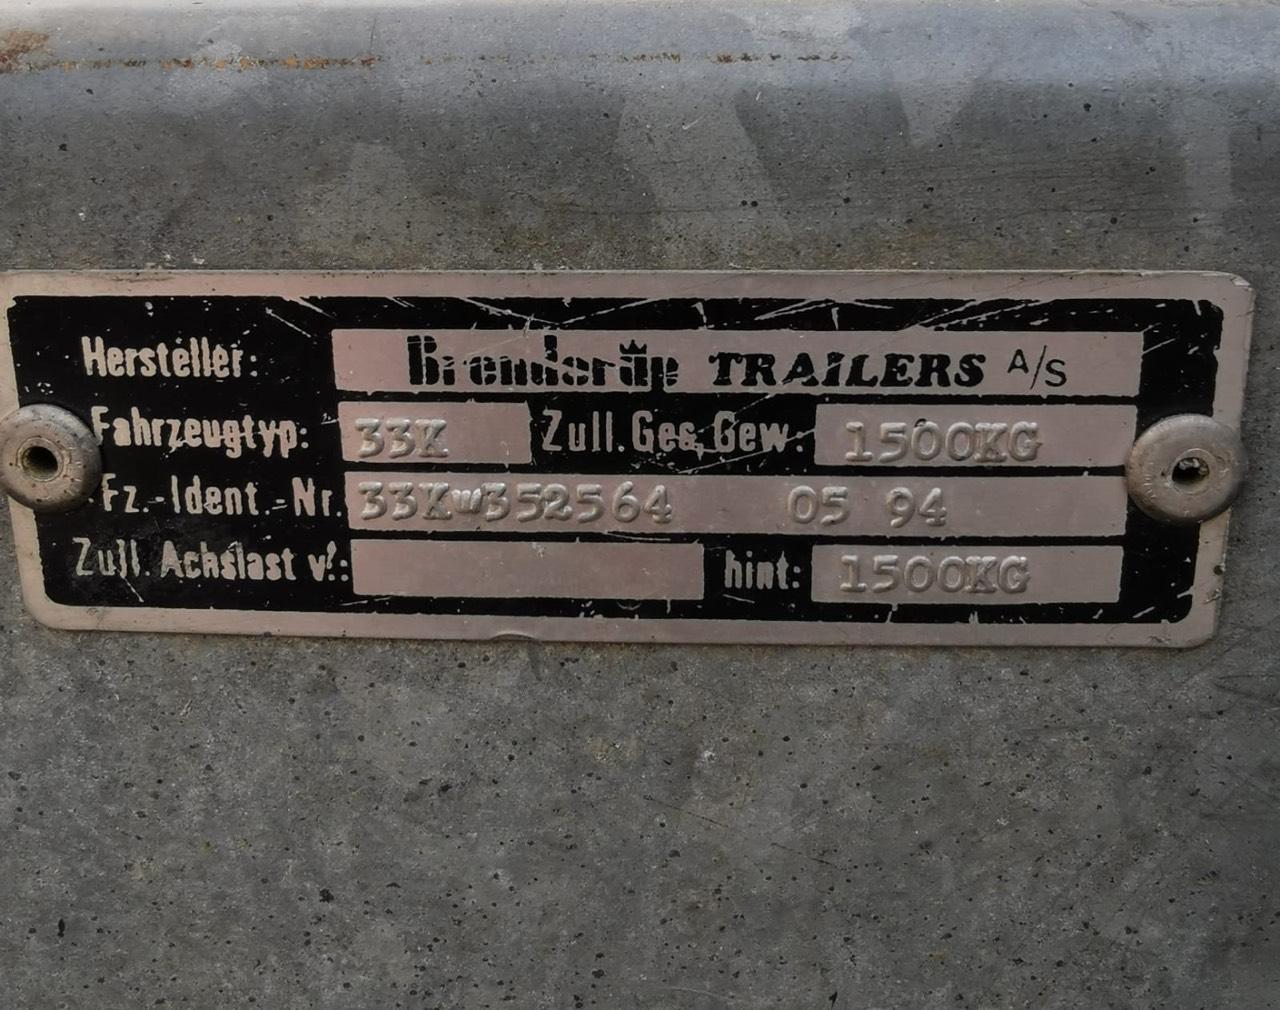 Hersteller: Brenderup TRAILERS A/S
Fahrzeugtyp: 33K Zull. Ges. Gew.: 1500KG
Fz.-Ident.-Nr. 33KW352564 05 94
Zull. Achslast v.: hint: 1500KG